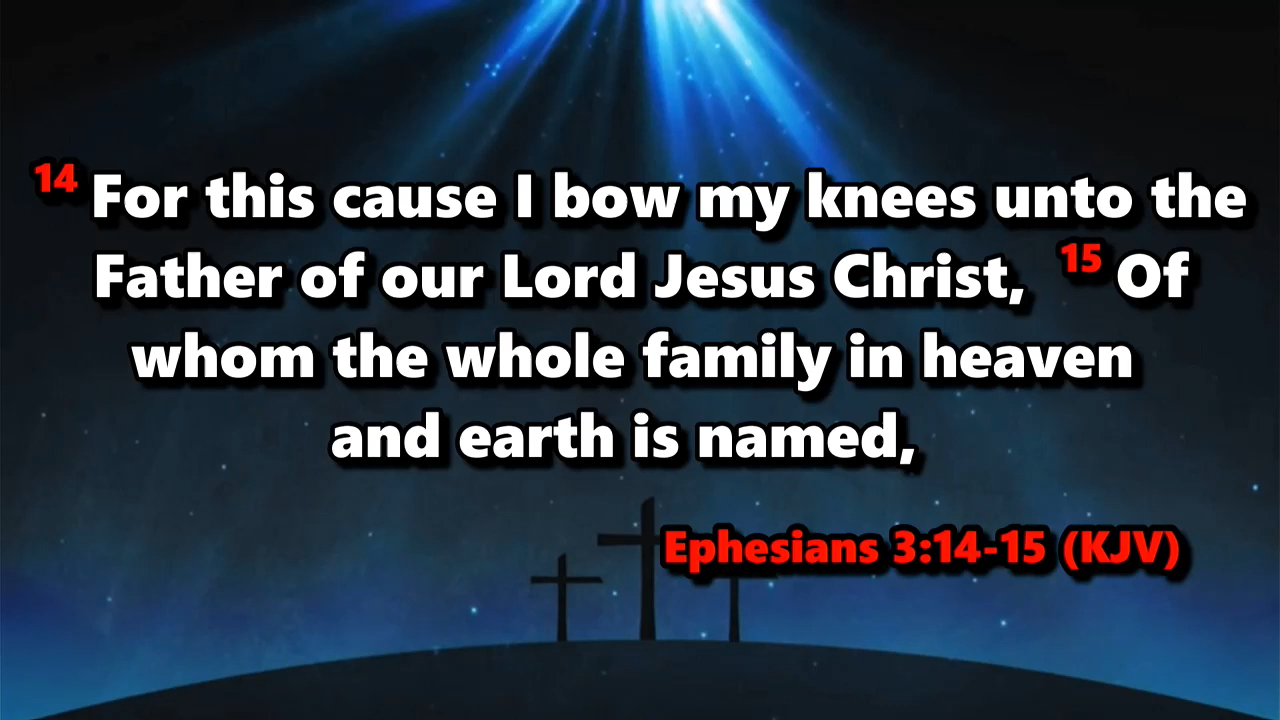 14 For this cause I bow my knees unto the
Father of our Lord Jesus Christ, 15 Of
whom the whole family in heaven
and earth is named,
Ephesians 3:14-15 (KJV)